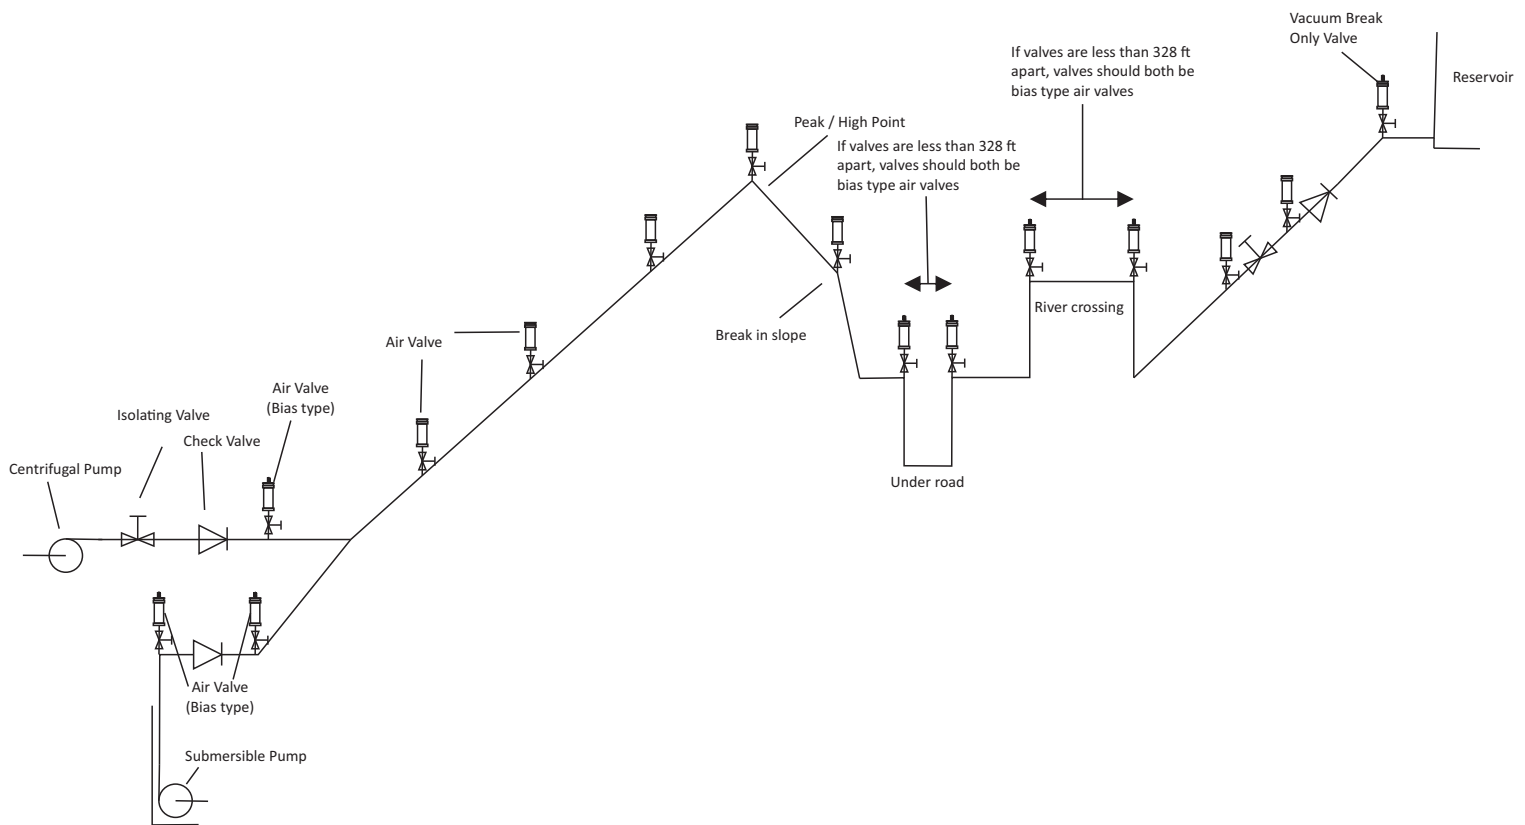 Vacuum Break
Only Valve
Reservoir
If valves are less than 328 ft
apart, valves should both be
bias type air valves
Peak / High Point
If valves are less than 328 ft
apart, valves should both be
bias type air valves
River crossing
Break in slope
Air Valve
Air Valve
(Bias type)
Isolating Valve
Check Valve
Centrifugal Pump
Under road
Air Valve
(Bias type)
Submersible Pump